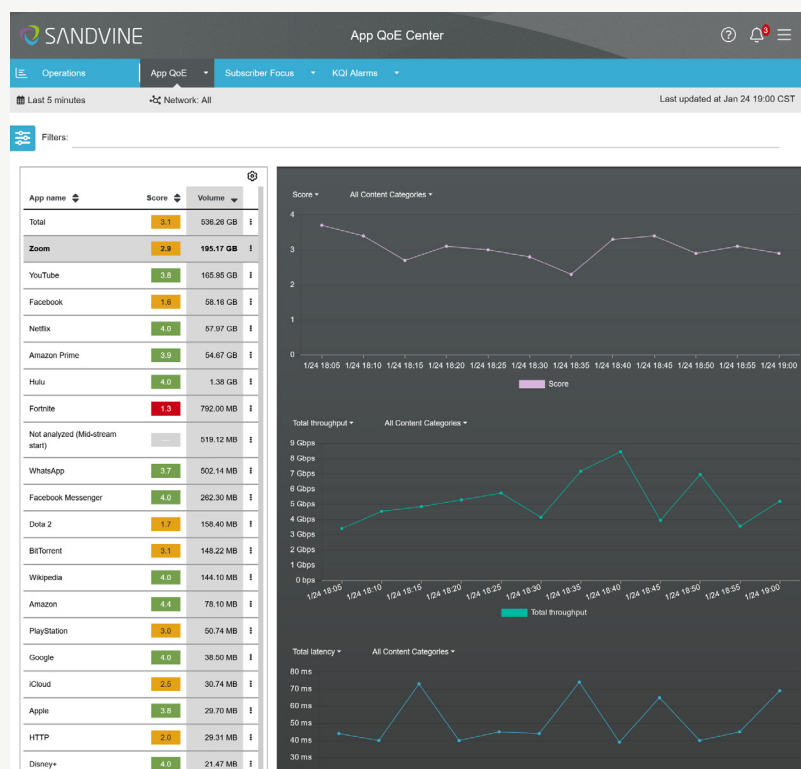 SANDVINE
App QoE Center
3
Operations
App QoE
Subscriber Focus
KQI Alarms
Last 5 minutes
Network: All
Last updated at Jan 24 19:00 CST
Filters:
App name Score Volume
Total 3.1 536.26 GB
Zoom 2.9 195.17 GB
YouTube 3.8 165.95 GB
Facebook 1.6 58.16 GB
Netflix 4.0 57.97 GB
Amazon Prime 3.9 54.67 GB
Hulu 4.0 1.38 GB
Fortnite 1.3 792.00 MB
Not analyzed (Mid-stream
start) --- 519.12 MB
WhatsApp 3.7 502.14 MB
Facebook Messenger 4.0 262.30 MB
Dota 2 1.7 158.40 MB
BitTorrent 3.1 148.22 MB
Wikipedia 4.0 144.10 MB
Amazon 4.4 78.10 MB
PlayStation 3.0 50.74 MB
Google 4.0 38.50 MB
iCloud 2.5 30.74 MB
Apple 3.8 29.70 MB
HTTP 2.0 29.31 MB
Disney+ 4.0 21.47 MB
Score All Content Categories
4
3
2
1
0
1/24 18:05 1/24 18:10 1/24 18:15 1/24 18:20 1/24 18:25 1/24 18:30 1/24 18:35 1/24 18:40 1/24 18:45 1/24 18:50 1/24 18:55 1/24 19:00
Score
Total throughput All Content Categories
9 Gbps
8 Gbps
7 Gbps
6 Gbps
5 Gbps
4 Gbps
3 Gbps
2 Gbps
1 Gbps
0 bps
1/24 18:05 1/24 18:10 1/24 18:15 1/24 18:20 1/24 18:25 1/24 18:30 1/24 18:35 1/24 18:40 1/24 18:45 1/24 18:50 1/24 18:55 1/24 19:00
Total throughput
Total latency All Content Categories
80 ms
70 ms
60 ms
50 ms
40 ms
30 ms